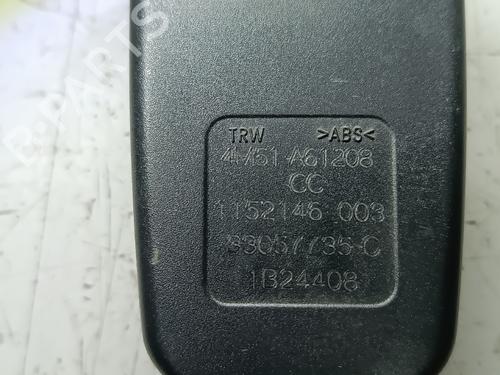 TRW >ABS<
4M51-A61208
CC
1152146 003
33057735-C
1B24408
B-PARTS